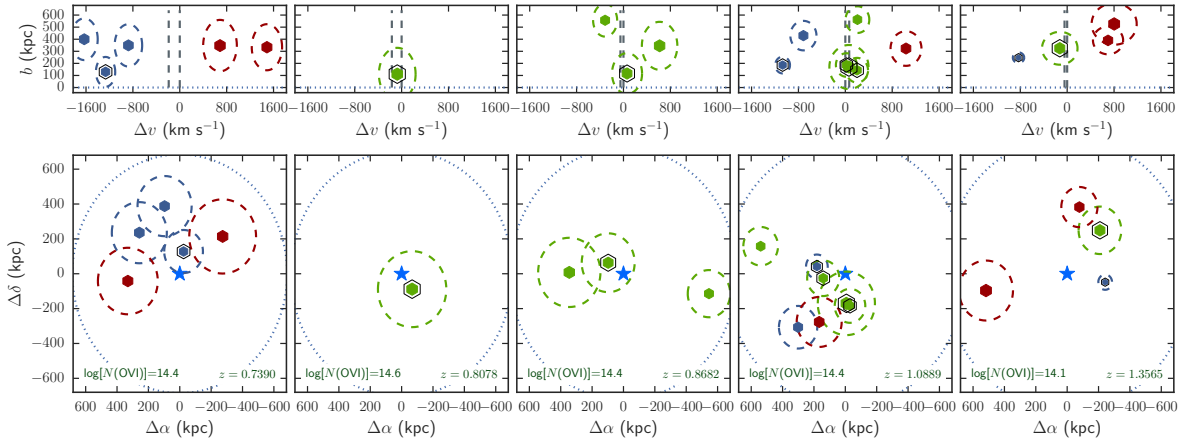 600
500
400
300
200
100
0
b (kpc)
−1600 −800 0 800 1600
−1600 −800 0 800 1600
−1600 −800 0 800 1600
−1600 −800 0 800 1600
−1600 −800 0 800 1600
Δv (km s⁻¹)
Δv (km s⁻¹)
Δv (km s⁻¹)
Δv (km s⁻¹)
Δv (km s⁻¹)
600
400
200
0
−200
−400
−600
Δδ (kpc)
log[N(OVI)]=14.4 z = 0.7390
log[N(OVI)]=14.6 z = 0.8078
log[N(OVI)]=14.4 z = 0.8682
log[N(OVI)]=14.4 z = 1.0889
log[N(OVI)]=14.1 z = 1.3565
600 400 200 0 −200−400−600
600 400 200 0 −200−400−600
600 400 200 0 −200−400−600
600 400 200 0 −200−400−600
600 400 200 0 −200−400−600
Δα (kpc)
Δα (kpc)
Δα (kpc)
Δα (kpc)
Δα (kpc)